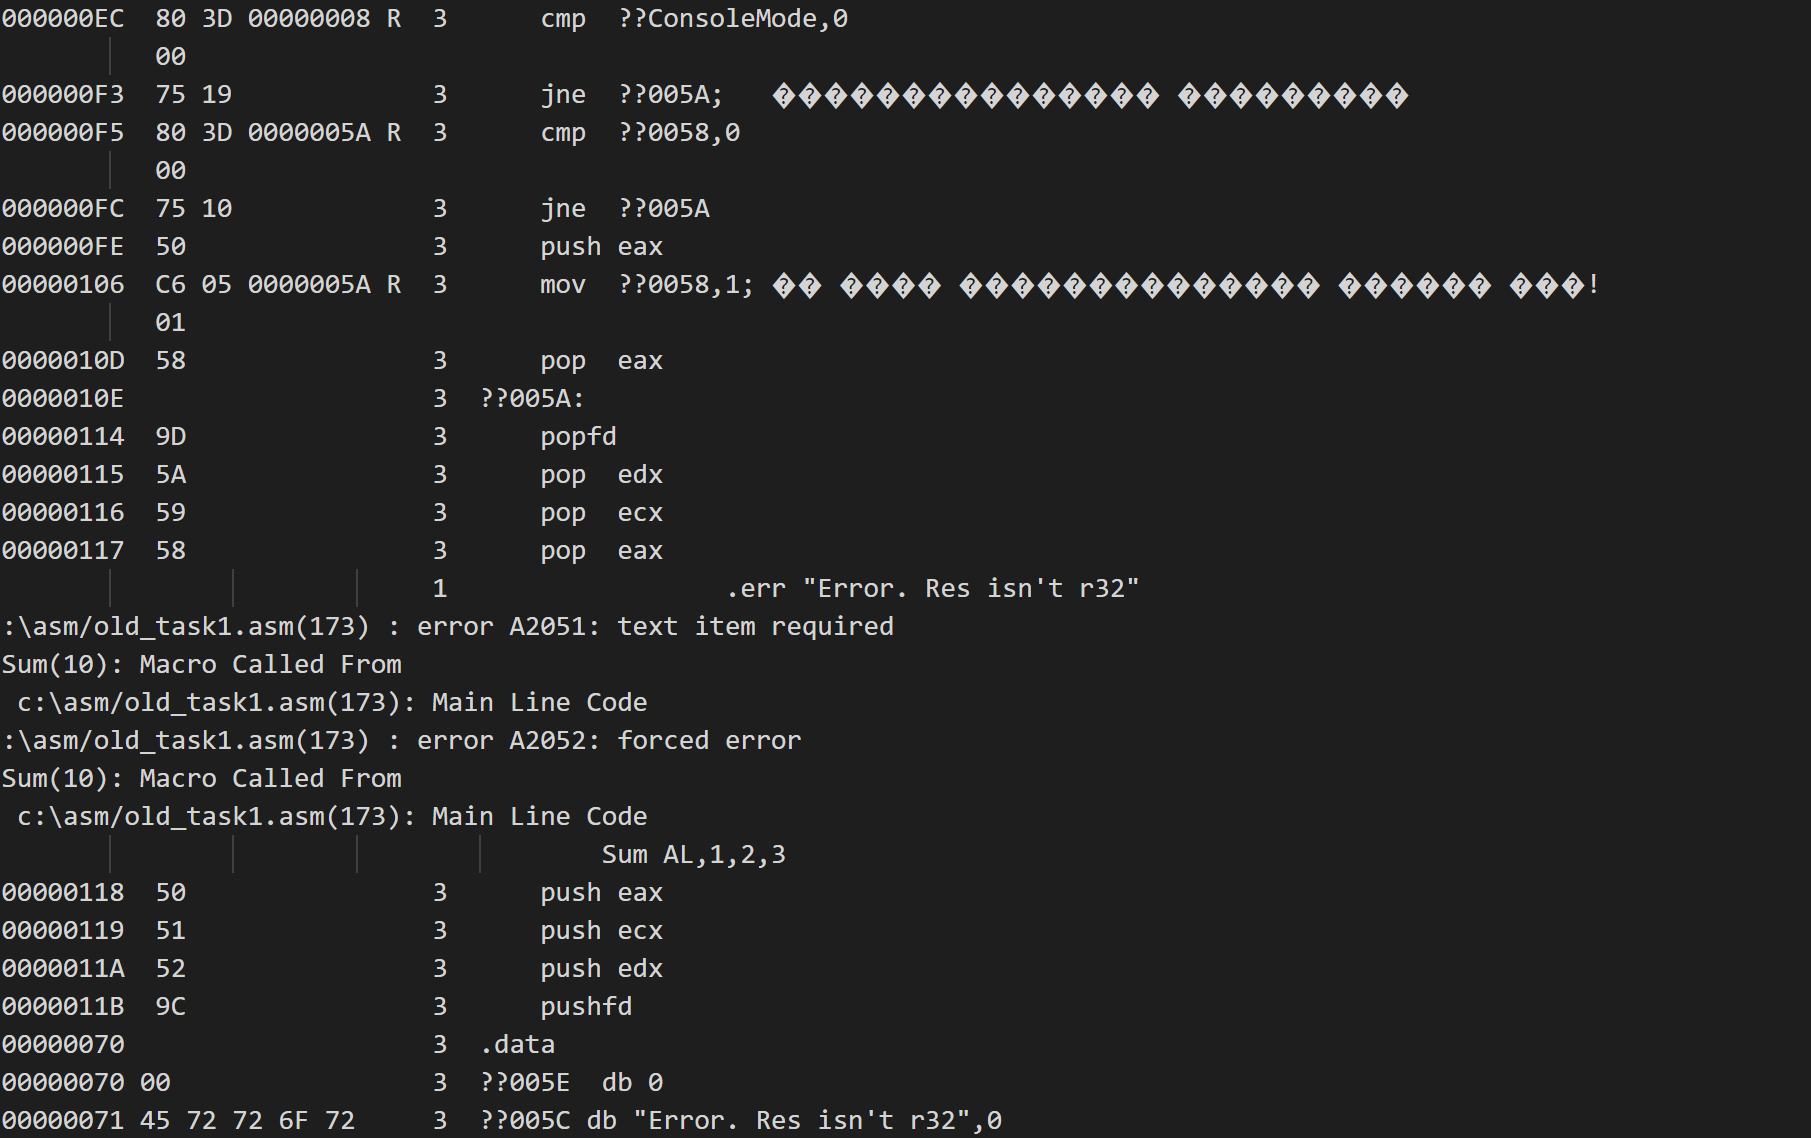 000000EC  80 3D 00000008 R  3      cmp  ??ConsoleMode,0
          00
000000F3  75 19             3      jne  ??005A;   ����������������� ���������
000000F5  80 3D 0000005A R  3      cmp  ??0058,0
          00
000000FC  75 10             3      jne  ??005A
000000FE  50                3      push eax
00000106  C6 05 0000005A R  3      mov  ??0058,1; �� ���� �������������� ������ ���!
          01
0000010D  58                3      pop  eax
0000010E                    3  ??005A:
00000114  9D                3      popfd
00000115  5A                3      pop  edx
00000116  59                3      pop  ecx
00000117  58                3      pop  eax
                            1                  .err "Error. Res isn't r32"
:\asm/old_task1.asm(173) : error A2051: text item required
Sum(10): Macro Called From
 c:\asm/old_task1.asm(173): Main Line Code
:\asm/old_task1.asm(173) : error A2052: forced error
Sum(10): Macro Called From
 c:\asm/old_task1.asm(173): Main Line Code
                                       Sum AL,1,2,3
00000118  50                3      push eax
00000119  51                3      push ecx
0000011A  52                3      push edx
0000011B  9C                3      pushfd
00000070                    3  .data
00000070 00                 3  ??005E  db 0
00000071 45 72 72 6F 72     3  ??005C db "Error. Res isn't r32",0